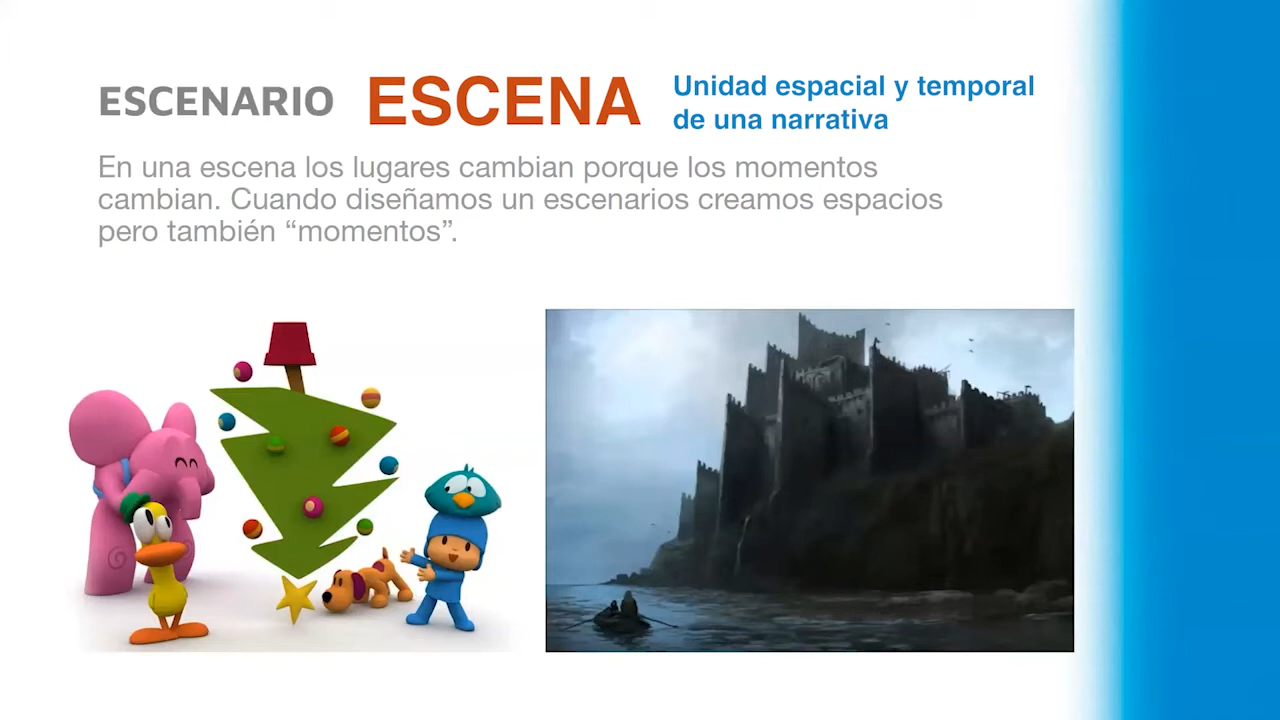 ESCENARIO ESCENA Unidad espacial y temporal
de una narrativa
En una escena los lugares cambian porque los momentos
cambian. Cuando diseñamos un escenarios creamos espacios
pero también “momentos”.